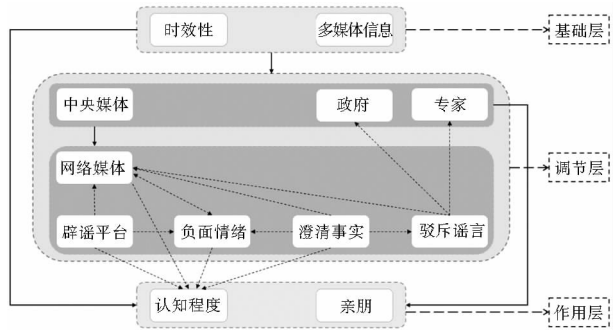 时效性 多媒体信息 基础层
中央媒体 政府 专家
网络媒体 调节层
辟谣平台 负面情绪 澄清事实 驳斥谣言
认知程度 亲朋 作用层